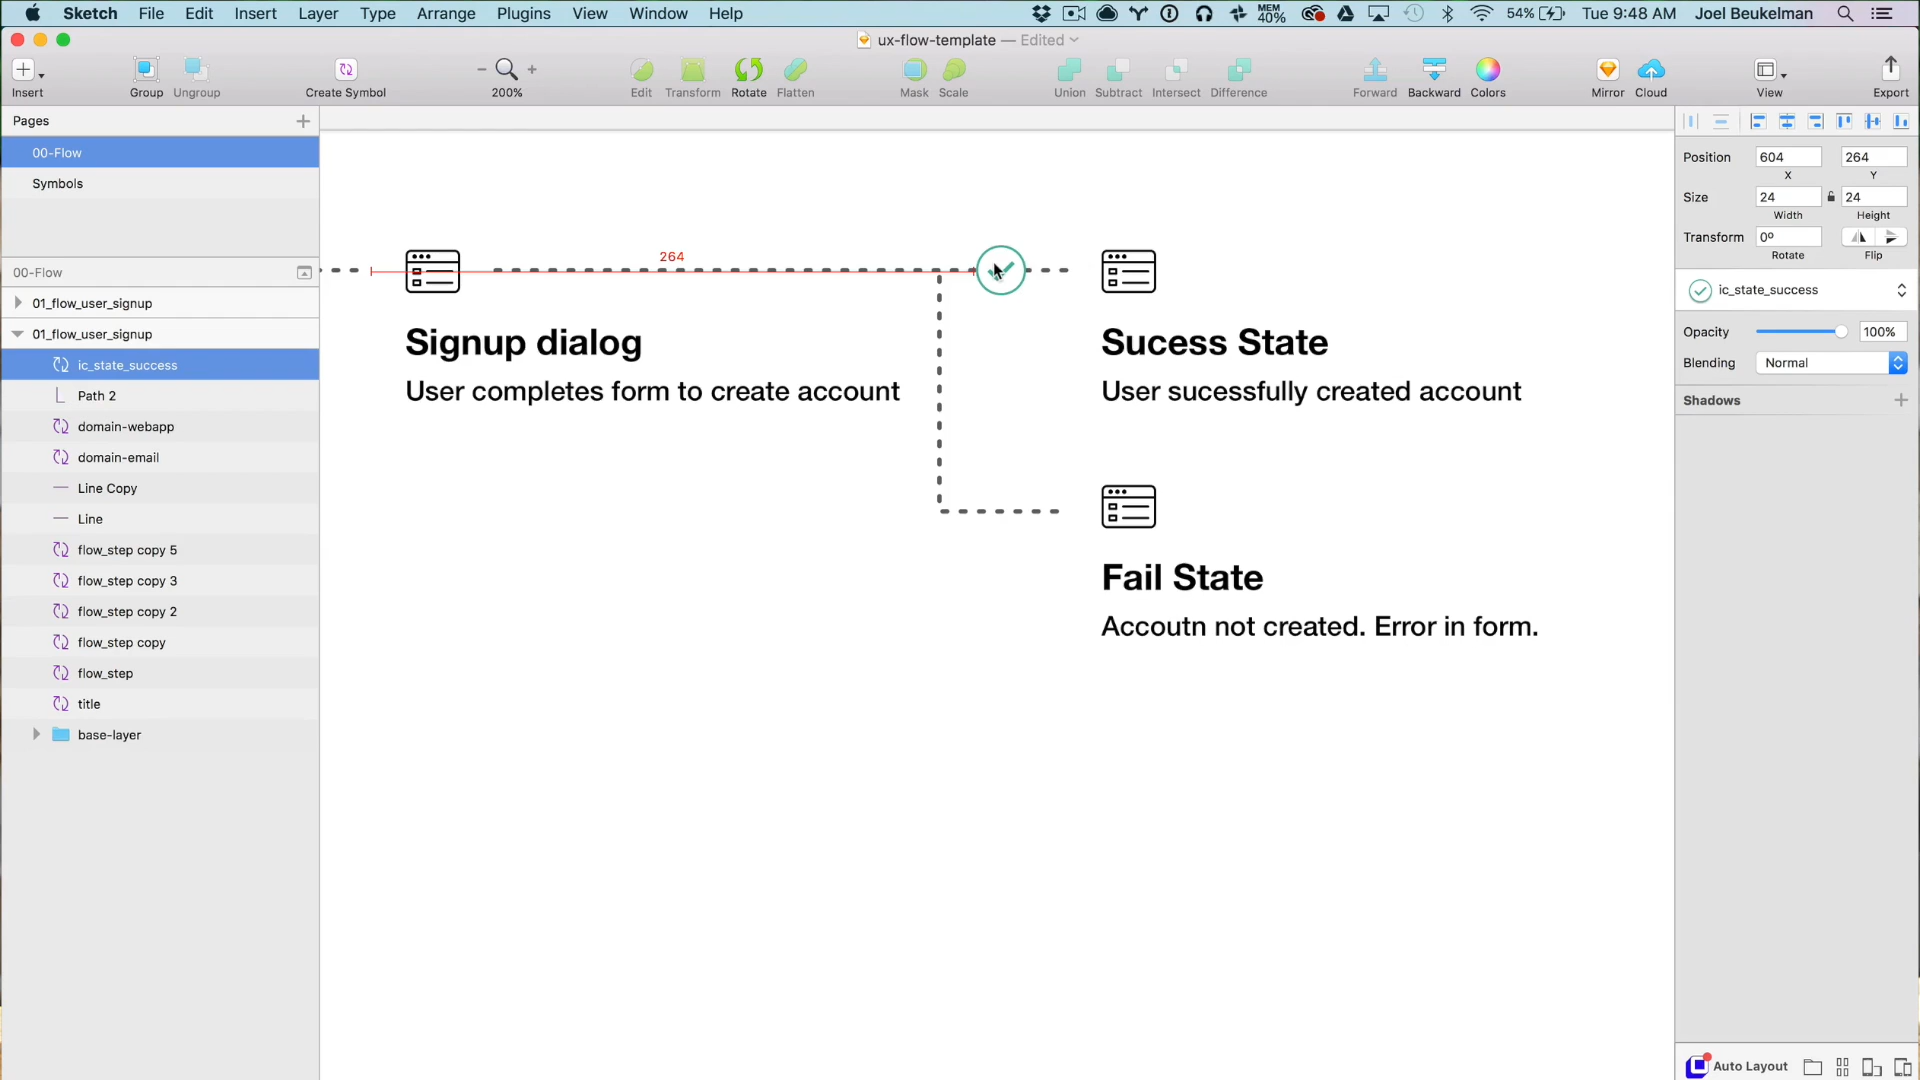 Sketch File Edit Insert Layer Type Arrange Plugins View Window Help MEM 40% 54% Tue 9:48 AM Joel Beukelman
ux-flow-template — Edited
Insert Group Ungroup Create Symbol 200% Edit Transform Rotate Flatten Mask Scale Union Subtract Intersect Difference Forward Backward Colors Mirror Cloud View Export
Pages
00-Flow
Symbols
00-Flow
01_flow_user_signup
01_flow_user_signup
ic_state_success
Path 2
domain-webapp
domain-email
Line Copy
Line
flow_step copy 5
flow_step copy 3
flow_step copy 2
flow_step copy
flow_step
title
base-layer
264
Signup dialog
User completes form to create account
Sucess State
User sucessfully created account
Fail State
Accoutn not created. Error in form.
Position 604 264
X Y
Size 24 24
Width Height
Transform 0º
Rotate Flip
ic_state_success
Opacity 100%
Blending Normal
Shadows
Auto Layout